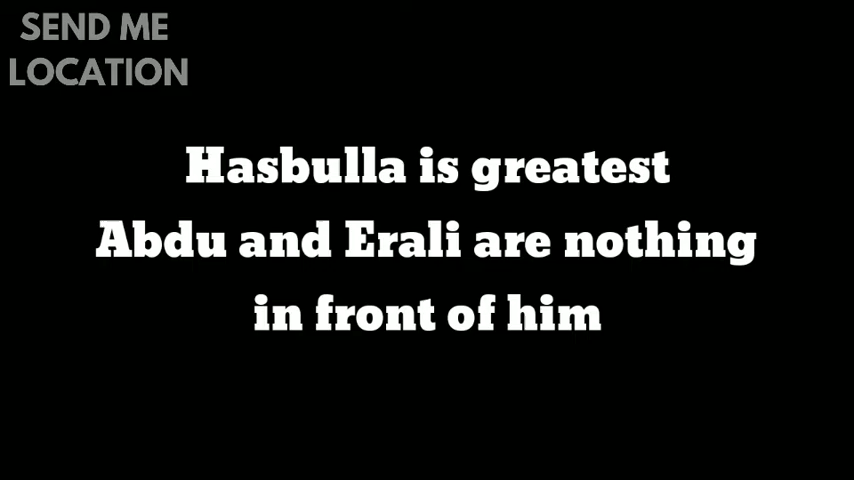 SEND ME
LOCATION
Hasbulla is greatest
Abdu and Erali are nothing
in front of him